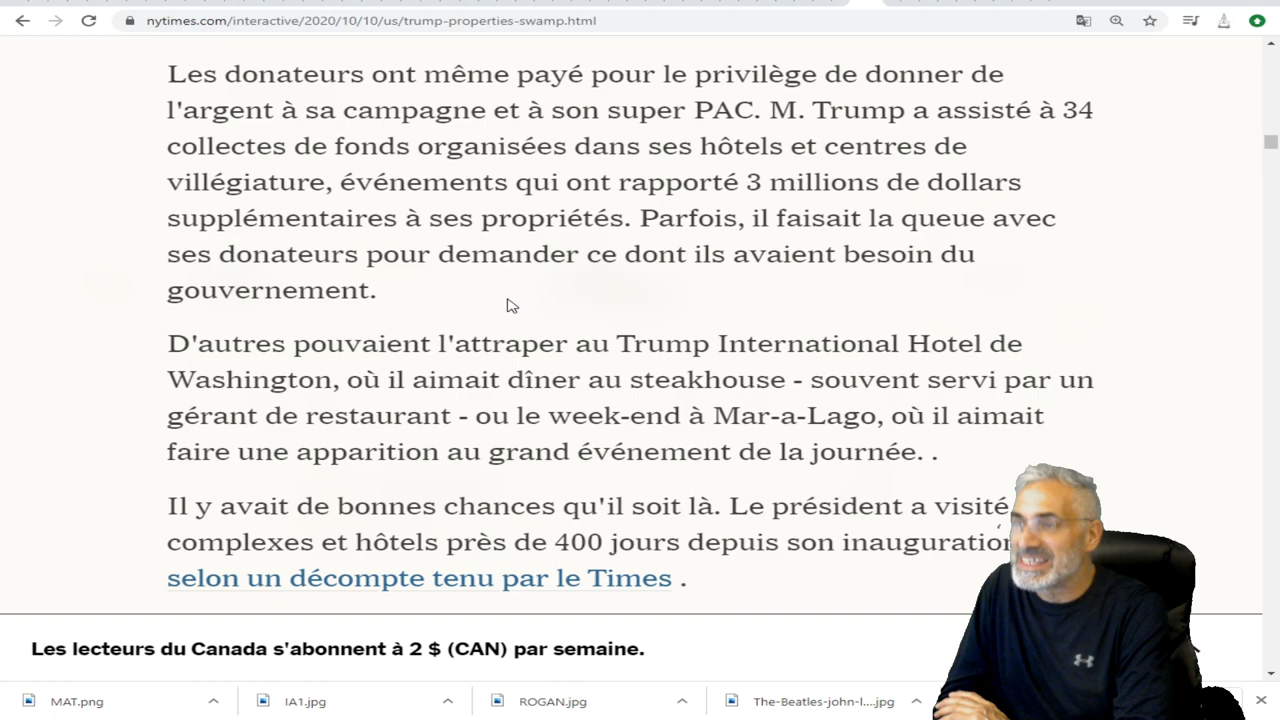 nytimes.com/interactive/2020/10/10/us/trump-properties-swamp.html
Les donateurs ont même payé pour le privilège de donner de
l'argent à sa campagne et à son super PAC. M. Trump a assisté à 34
collectes de fonds organisées dans ses hôtels et centres de
villégiature, événements qui ont rapporté 3 millions de dollars
supplémentaires à ses propriétés. Parfois, il faisait la queue avec
ses donateurs pour demander ce dont ils avaient besoin du
gouvernement.
D'autres pouvaient l'attraper au Trump International Hotel de
Washington, où il aimait dîner au steakhouse - souvent servi par un
gérant de restaurant - ou le week-end à Mar-a-Lago, où il aimait
faire une apparition au grand événement de la journée. .
Il y avait de bonnes chances qu'il soit là. Le président a visité
complexes et hôtels près de 400 jours depuis son inauguration
selon un décompte tenu par le Times .
Les lecteurs du Canada s'abonnent à 2 $ (CAN) par semaine.
MAT.png IA1.jpg ROGAN.jpg The-Beatles-john-l....jpg